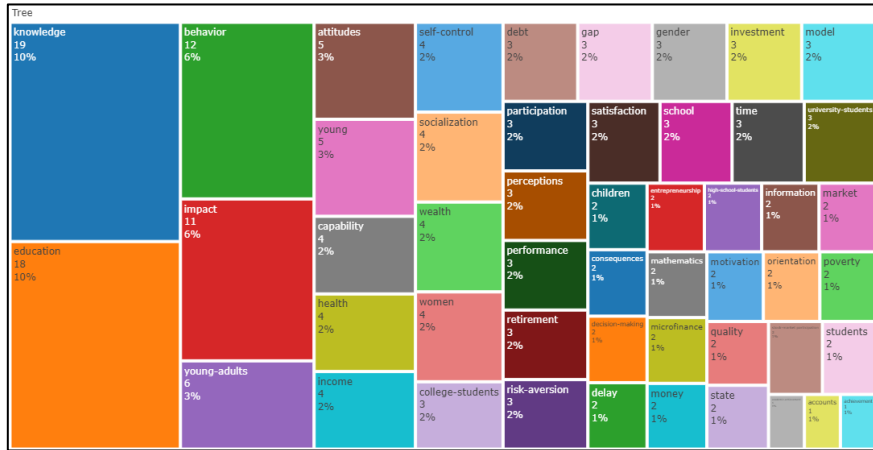 Tree
knowledge
19
10%
education
18
10%
behavior
12
6%
impact
11
6%
young-adults
6
3%
attitudes
5
3%
young
5
3%
capability
4
2%
health
4
2%
income
4
2%
self-control
4
2%
socialization
4
2%
wealth
4
2%
women
4
2%
college-students
3
2%
debt
3
2%
gap
3
2%
gender
3
2%
investment
3
2%
model
3
2%
participation
3
2%
perceptions
3
2%
performance
3
2%
retirement
3
2%
risk-aversion
3
2%
satisfaction
3
2%
school
3
2%
time
3
2%
university-students
3
2%
children
2
1%
consequences
2
1%
decision-making
2
1%
delay
2
1%
entrepreneurship
2
1%
high-school-students
2
1%
information
2
1%
market
2
1%
mathematics
2
1%
motivation
2
1%
orientation
2
1%
poverty
2
1%
microfinance
2
1%
money
2
1%
quality
2
1%
state
2
1%
students
2
1%
accounts
1
1%
achievement
1
1%